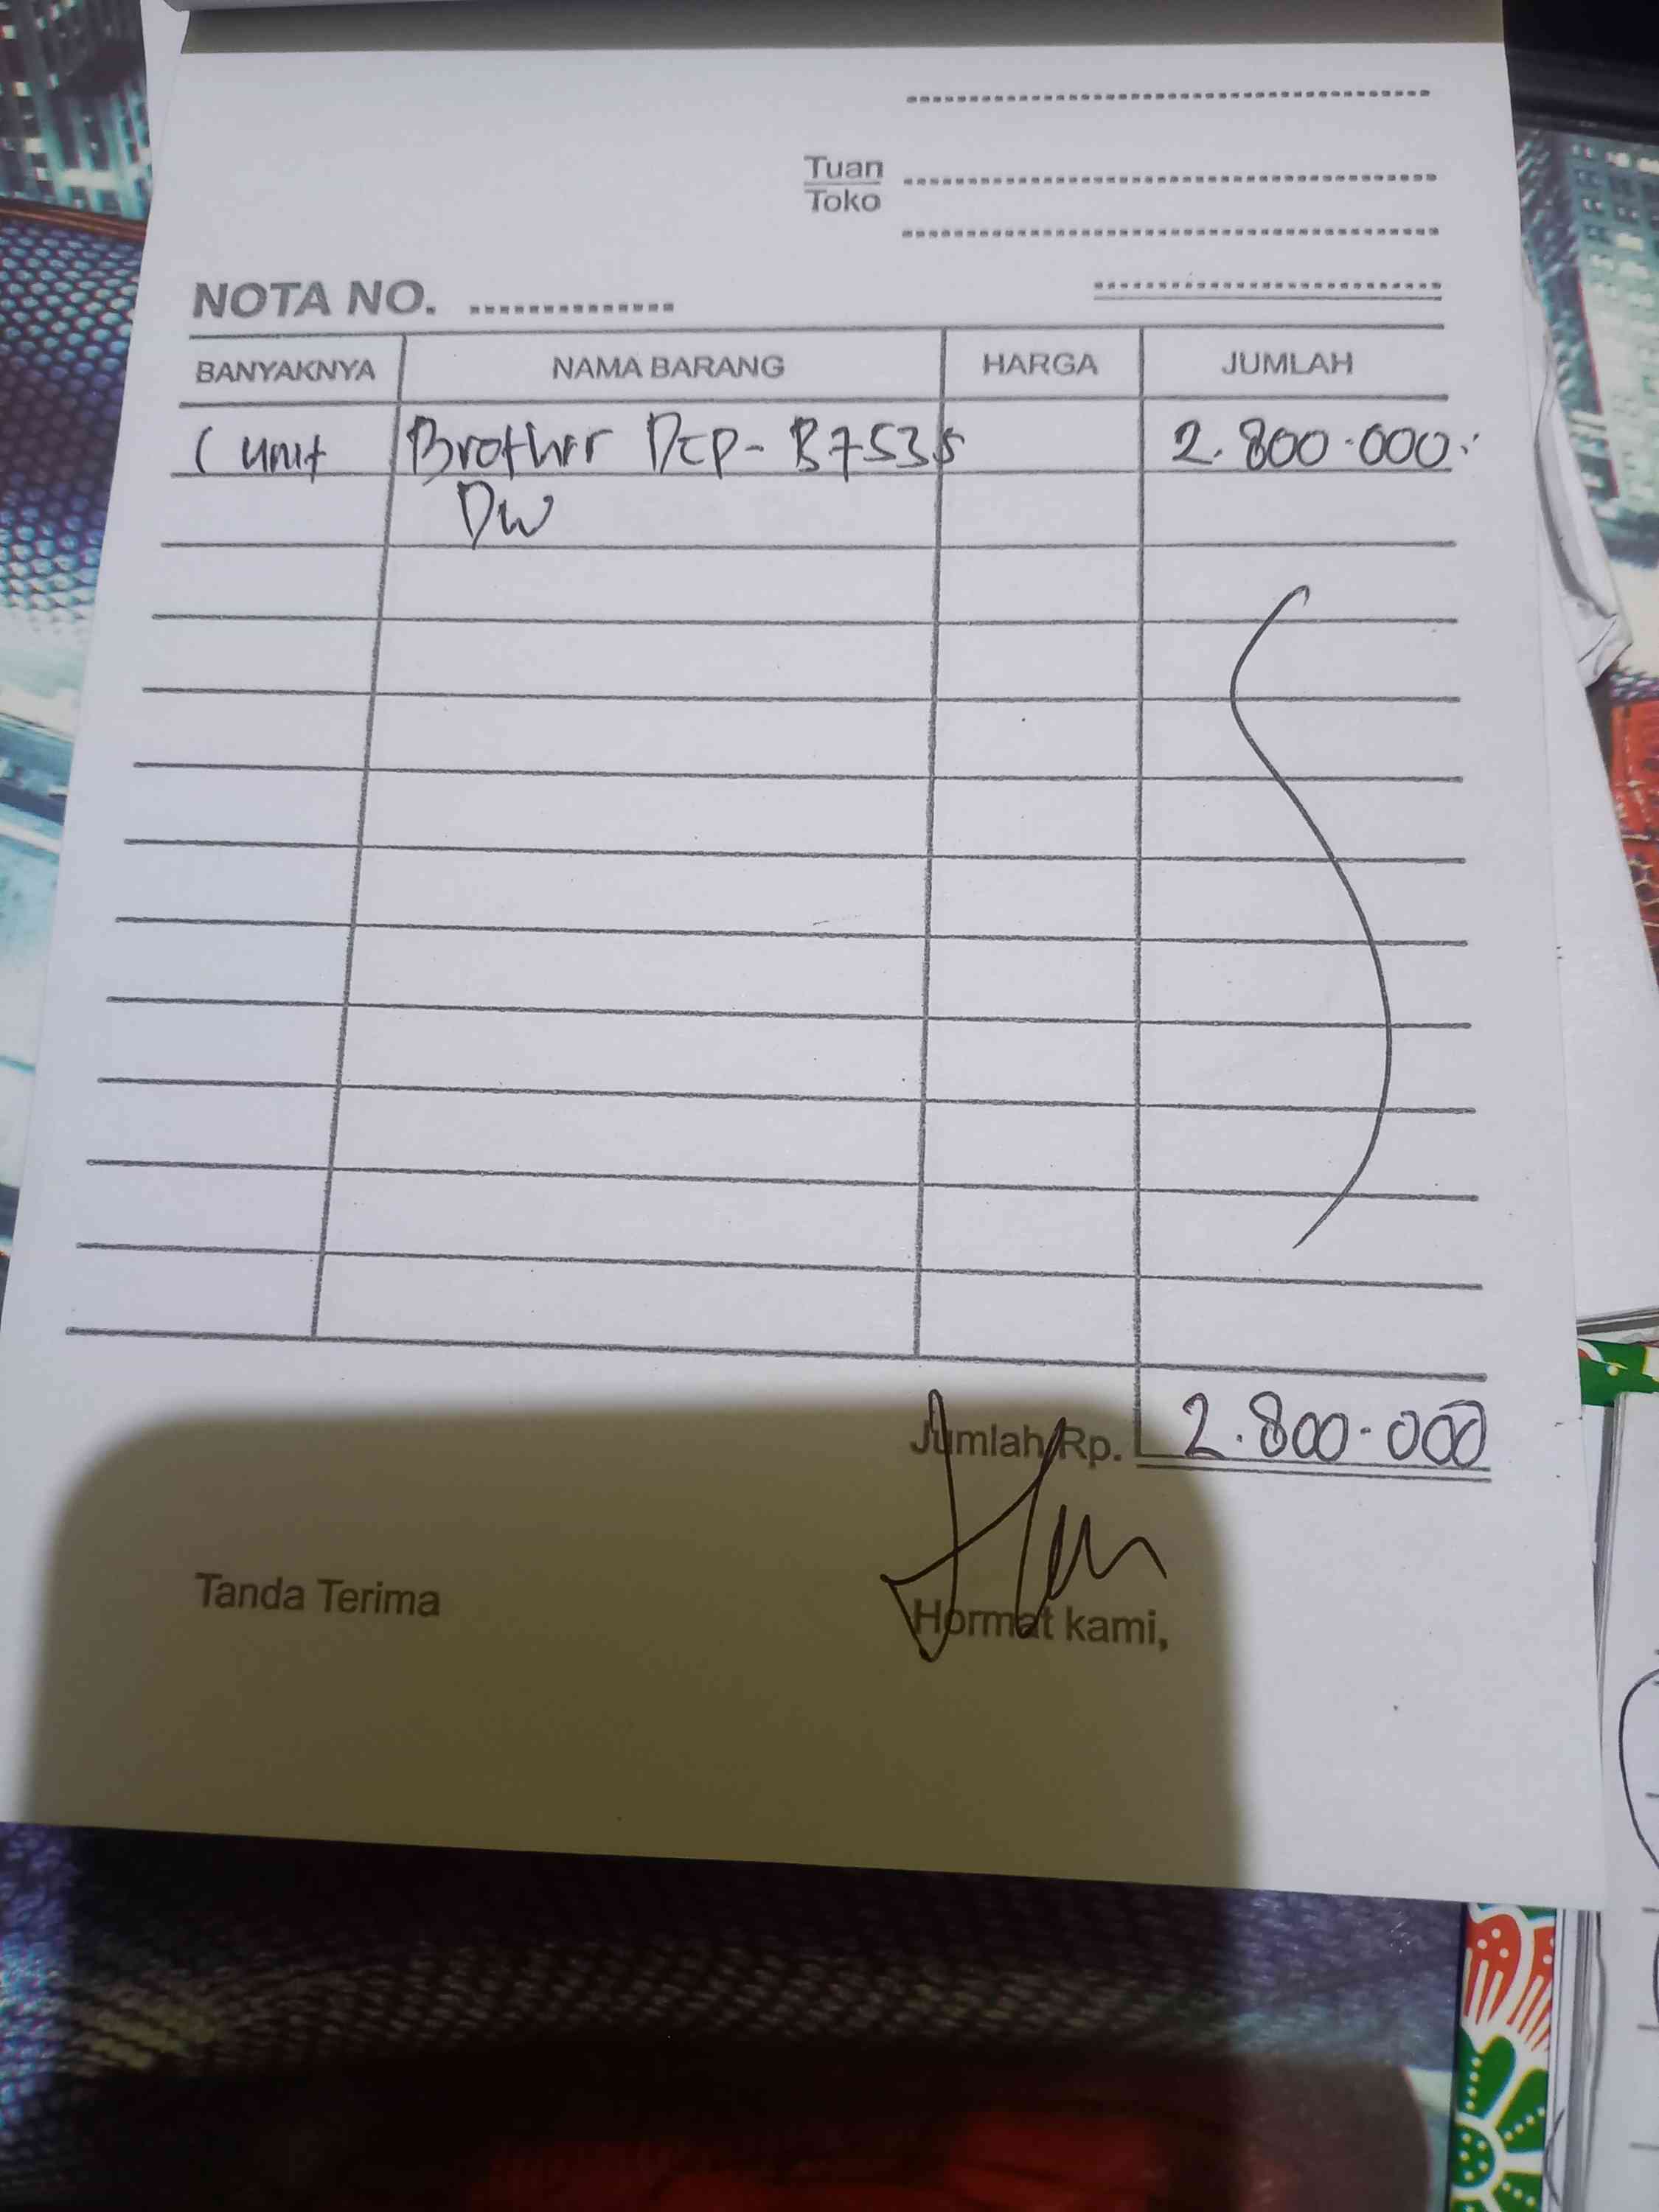 Tuan
Toko
NOTA NO.
BANYAKNYA NAMA BARANG HARGA JUMLAH
1 unit Brother DCP-B7535 2.800.000.
DW
Jumlah Rp. 2.800.000
Tanda Terima Hormat kami,